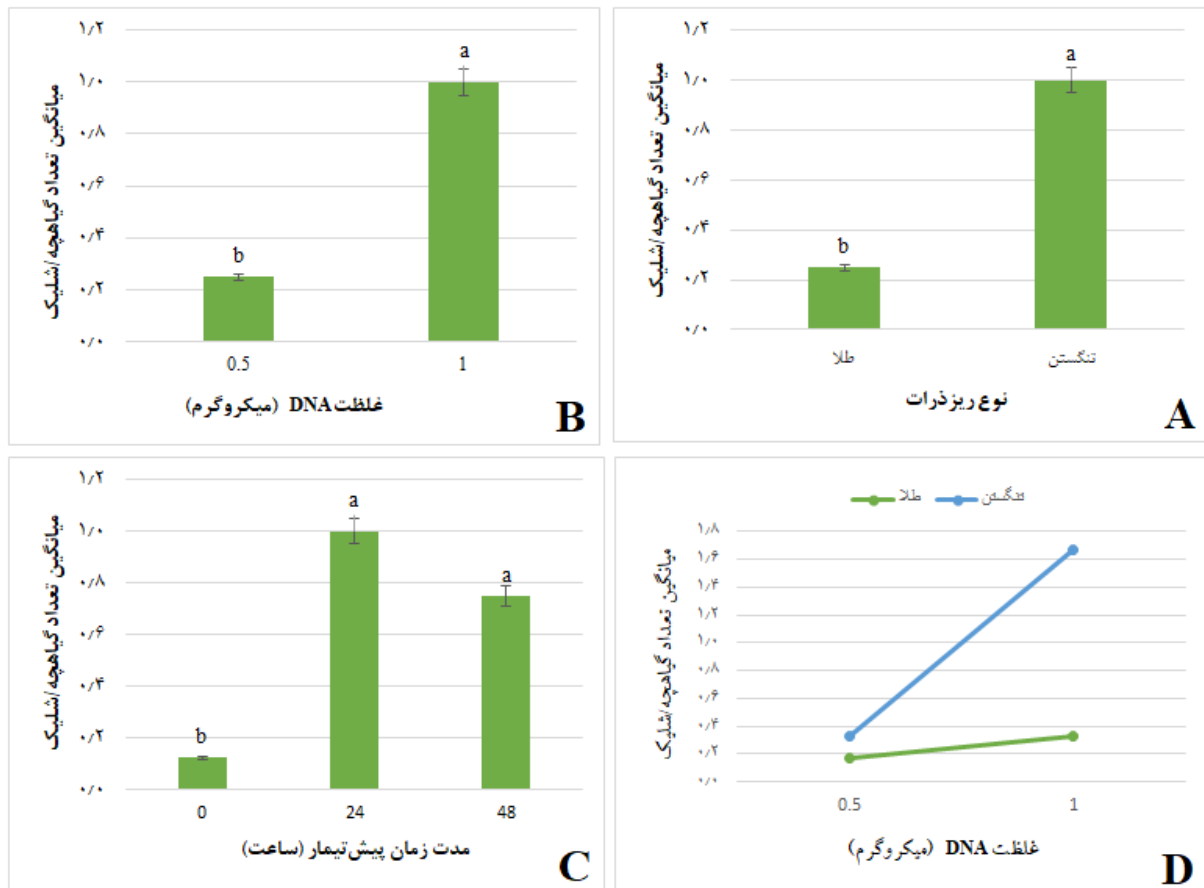 میانگین تعداد گیاهچه/شلیک
۱٫۲
۱٫۰
۰٫۸
۰٫۶
۰٫۴
۰٫۲
۰٫۰
b
a
0.5
1
غلظت DNA (میکروگرم)
B
میانگین تعداد گیاهچه/شلیک
۱٫۲
۱٫۰
۰٫۸
۰٫۶
۰٫۴
۰٫۲
۰٫۰
b
a
طلا
تنگستن
نوع ریزذرات
A
میانگین تعداد گیاهچه/شلیک
۱٫۲
۱٫۰
۰٫۸
۰٫۶
۰٫۴
۰٫۲
۰٫۰
b
a
a
0
24
48
مدت زمان پیش‌تیمار (ساعت)
C
طلا
تنگستن
میانگین تعداد گیاهچه/شلیک
۱٫۸
۱٫۶
۱٫۴
۱٫۲
۱٫۰
۰٫۸
۰٫۶
۰٫۴
۰٫۲
۰٫۰
0.5
1
غلظت DNA (میکروگرم)
D